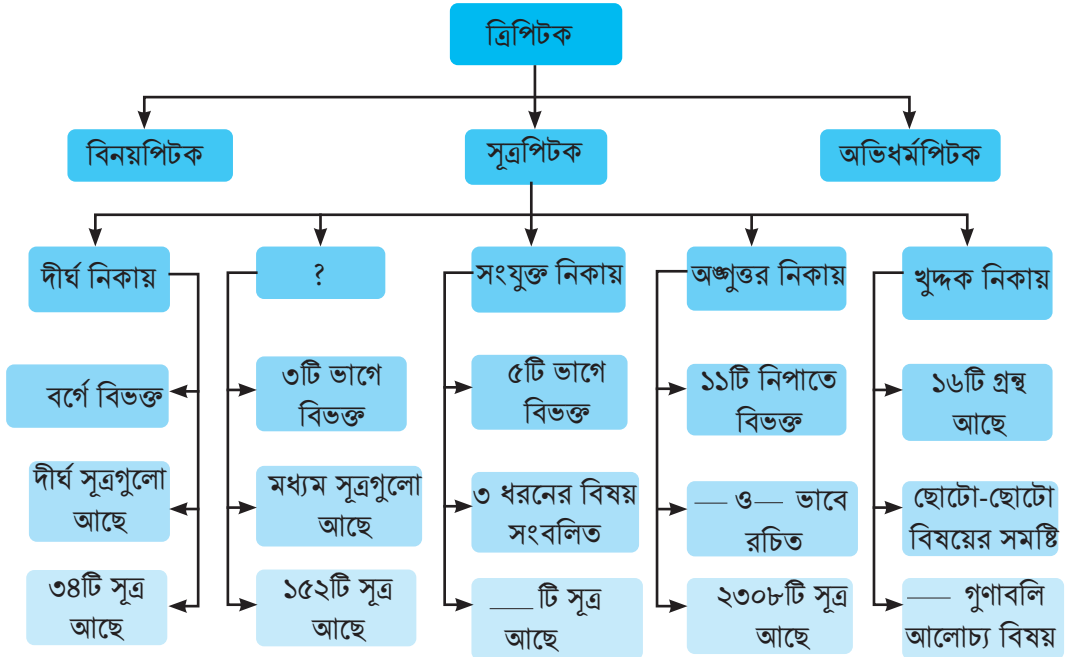 ত্রিপিটক
বিনয়পিটক
সূত্রপিটক
অভিধর্মপিটক
দীর্ঘ নিকায়
?
সংযুক্ত নিকায়
অঙ্গুত্তর নিকায়
খুদ্দক নিকায়
বর্গে বিভক্ত
৩টি ভাগে
বিভক্ত
৫টি ভাগে
বিভক্ত
১১টি নিপাতে
বিভক্ত
১৬টি গ্রন্থ
আছে
দীর্ঘ সূত্রগুলো
আছে
মধ্যম সূত্রগুলো
আছে
৩ ধরনের বিষয়
সংবলিত
— ও— ভাবে
রচিত
ছোটো-ছোটো
বিষয়ের সমষ্টি
৩৪টি সূত্র
আছে
১৫২টি সূত্র
আছে
___ টি সূত্র
আছে
২৩০৮টি সূত্র
আছে
— গুণাবলি
আলোচ্য বিষয়